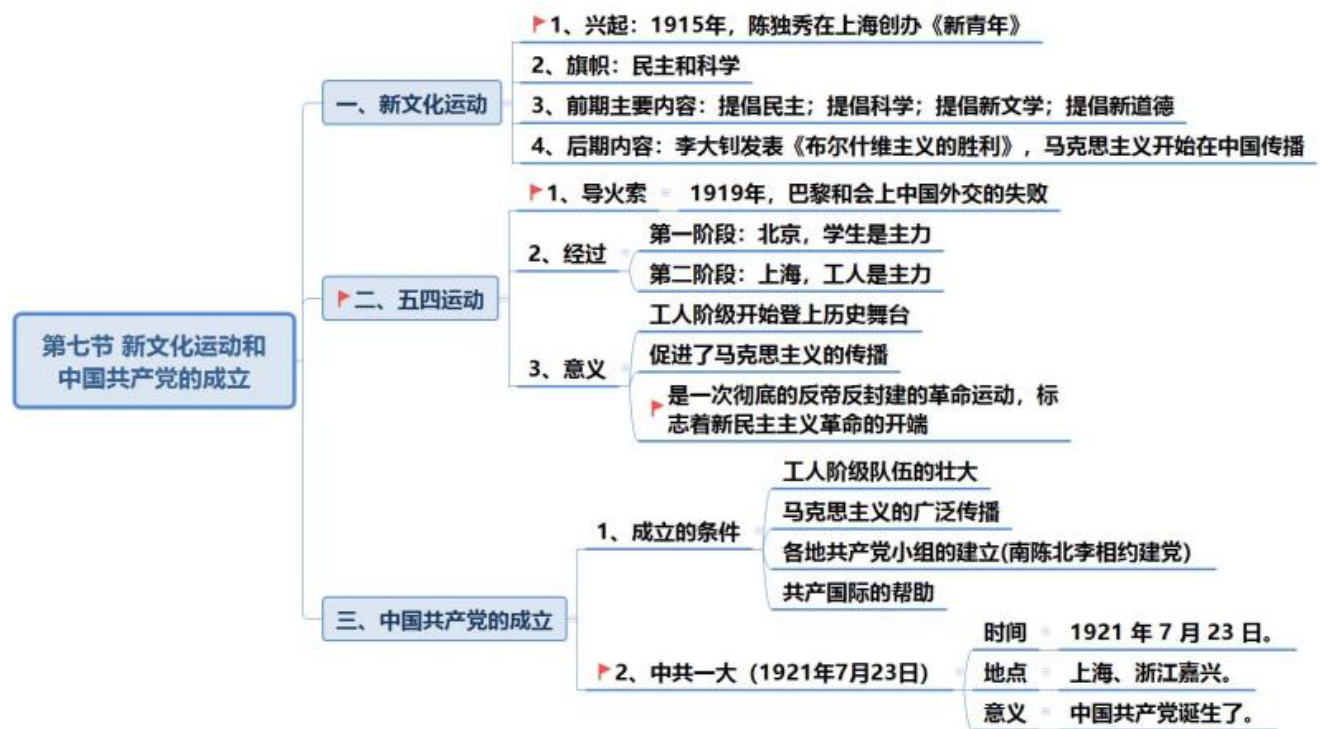 第七节 新文化运动和
中国共产党的成立
一、新文化运动
1、兴起：1915年，陈独秀在上海创办《新青年》
2、旗帜：民主和科学
3、前期主要内容：提倡民主；提倡科学；提倡新文学；提倡新道德
4、后期内容：李大钊发表《布尔什维主义的胜利》，马克思主义开始在中国传播
二、五四运动
1、导火索
1919年，巴黎和会上中国外交的失败
2、经过
第一阶段：北京，学生是主力
第二阶段：上海，工人是主力
3、意义
工人阶级开始登上历史舞台
促进了马克思主义的传播
是一次彻底的反帝反封建的革命运动，标
志着新民主主义革命的开端
三、中国共产党的成立
1、成立的条件
工人阶级队伍的壮大
马克思主义的广泛传播
各地共产党小组的建立(南陈北李相约建党）
共产国际的帮助
2、中共一大（1921年7月23日）
时间
1921 年 7 月 23 日。
地点
上海、浙江嘉兴。
意义
中国共产党诞生了。